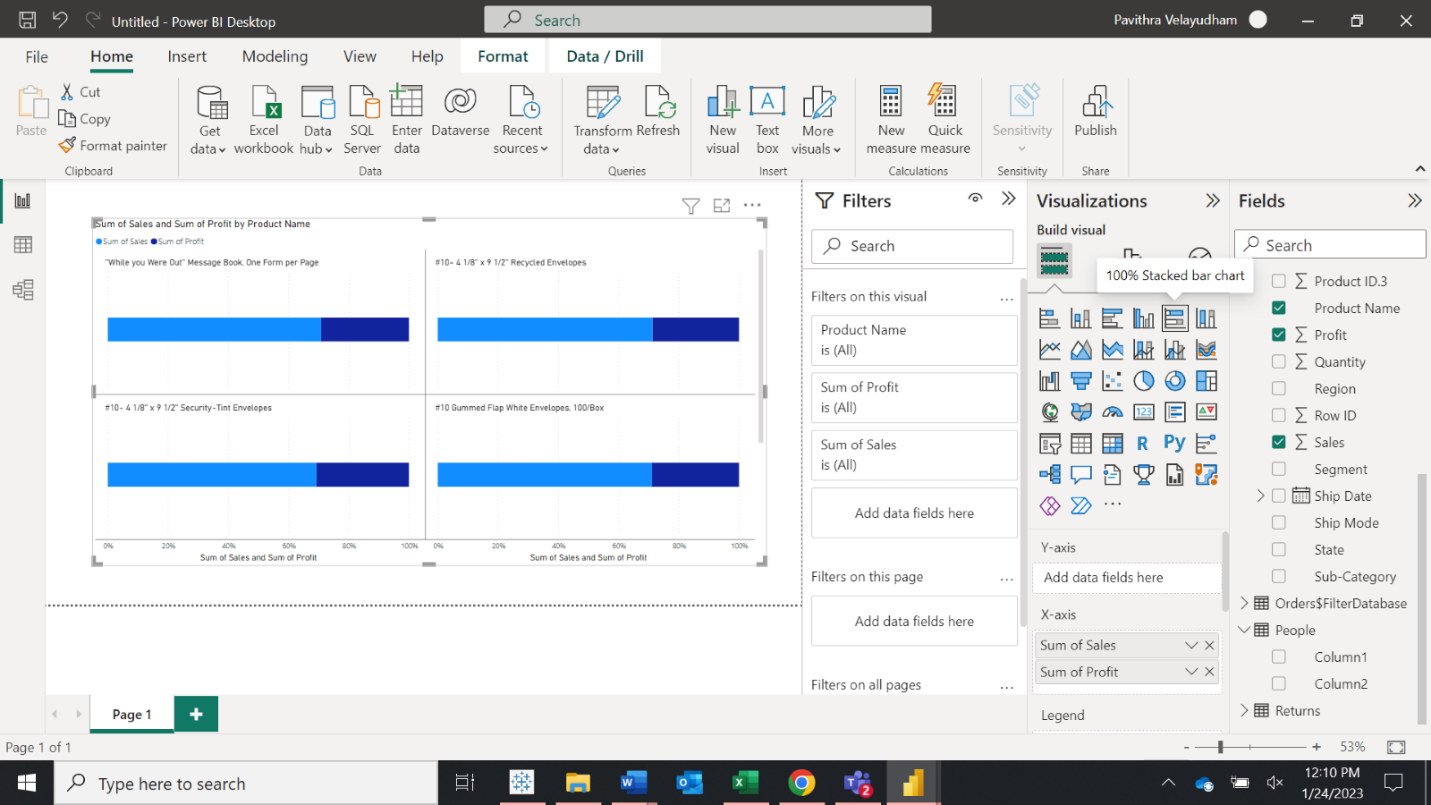 Untitled - Power BI Desktop
Search
Pavithra Velayudham
File
Home
Insert
Modeling
View
Help
Format
Data / Drill
Paste
Cut
Copy
Format painter
Clipboard
Get data
Excel workbook
Data hub
SQL Server
Enter data
Dataverse
Recent sources
Data
Transform data
Refresh
Queries
New visual
Text box
More visuals
Insert
New measure
Quick measure
Calculations
Sensitivity
Sensitivity
Publish
Share
Sum of Sales and Sum of Profit by Product Name
Sum of Sales
Sum of Profit
"While you Were Out" Message Book, One Form per Page
#10- 4 1/8" x 9 1/2" Recycled Envelopes
#10- 4 1/8" x 9 1/2" Security-Tint Envelopes
#10 Gummed Flap White Envelopes, 100/Box
0% 20% 40% 60% 80% 100%
0% 20% 40% 60% 80% 100%
Sum of Sales and Sum of Profit
Sum of Sales and Sum of Profit
Filters
Search
Filters on this visual
Product Name
is (All)
Sum of Profit
is (All)
Sum of Sales
is (All)
Add data fields here
Filters on this page
Add data fields here
Filters on all pages
Visualizations
Build visual
100% Stacked bar chart
123
R
Py
Y-axis
Add data fields here
X-axis
Sum of Sales
Sum of Profit
Legend
Fields
Search
Product ID.3
Product Name
Profit
Quantity
Region
Row ID
Sales
Segment
Ship Date
Ship Mode
State
Sub-Category
Orders$FilterDatabase
People
Column1
Column2
Returns
Page 1
Page 1 of 1
53%
Type here to search
2
12:10 PM
1/24/2023